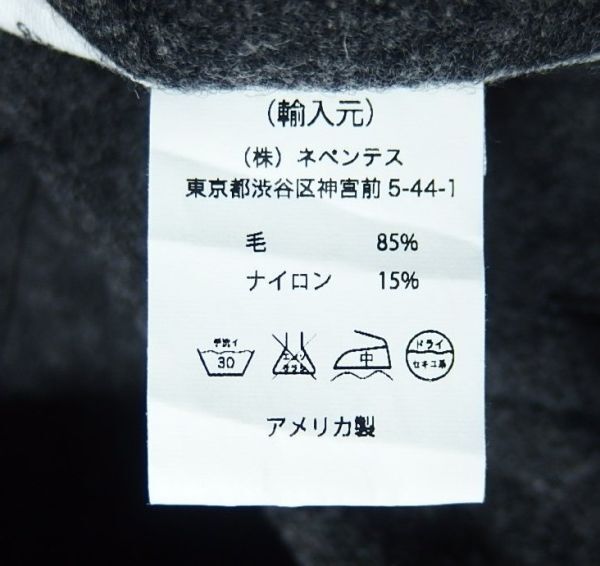 （輸入元）
（株）ネペンテス
東京都渋谷区神宮前 5-44-1
毛 85%
ナイロン 15%
手洗イ 30 エンソ サラシ 中 ドライ セキユ系
アメリカ製